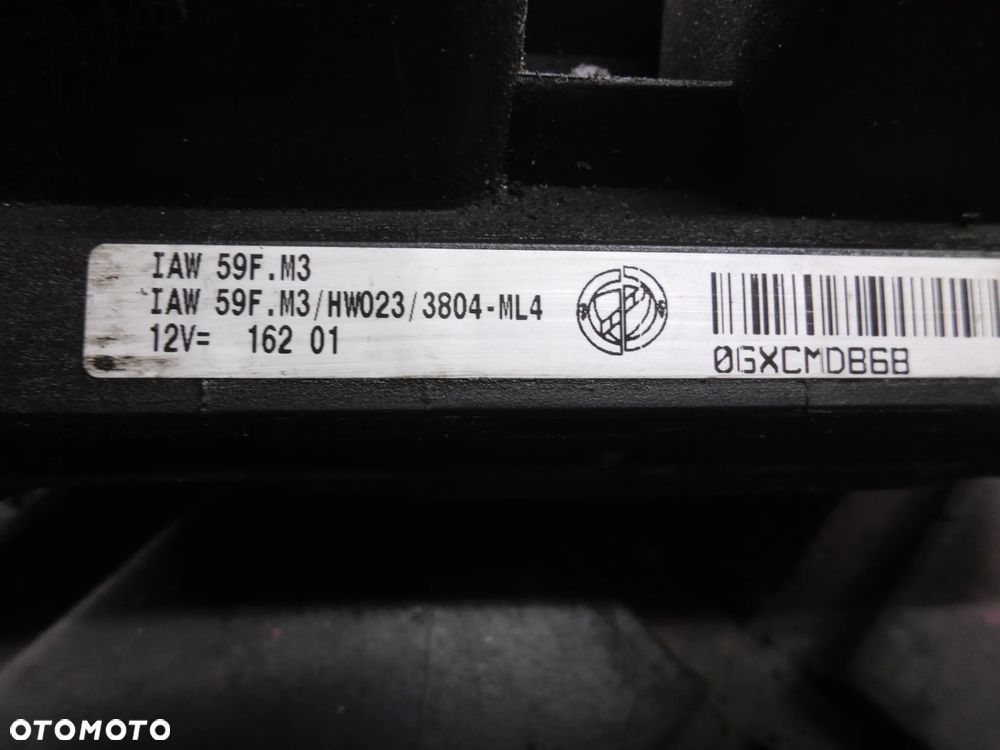 IAW 59F.M3
IAW 59F.M3/HW023/3804-ML4
12V= 162 01
0GXCMDB6B
OTOMOTO